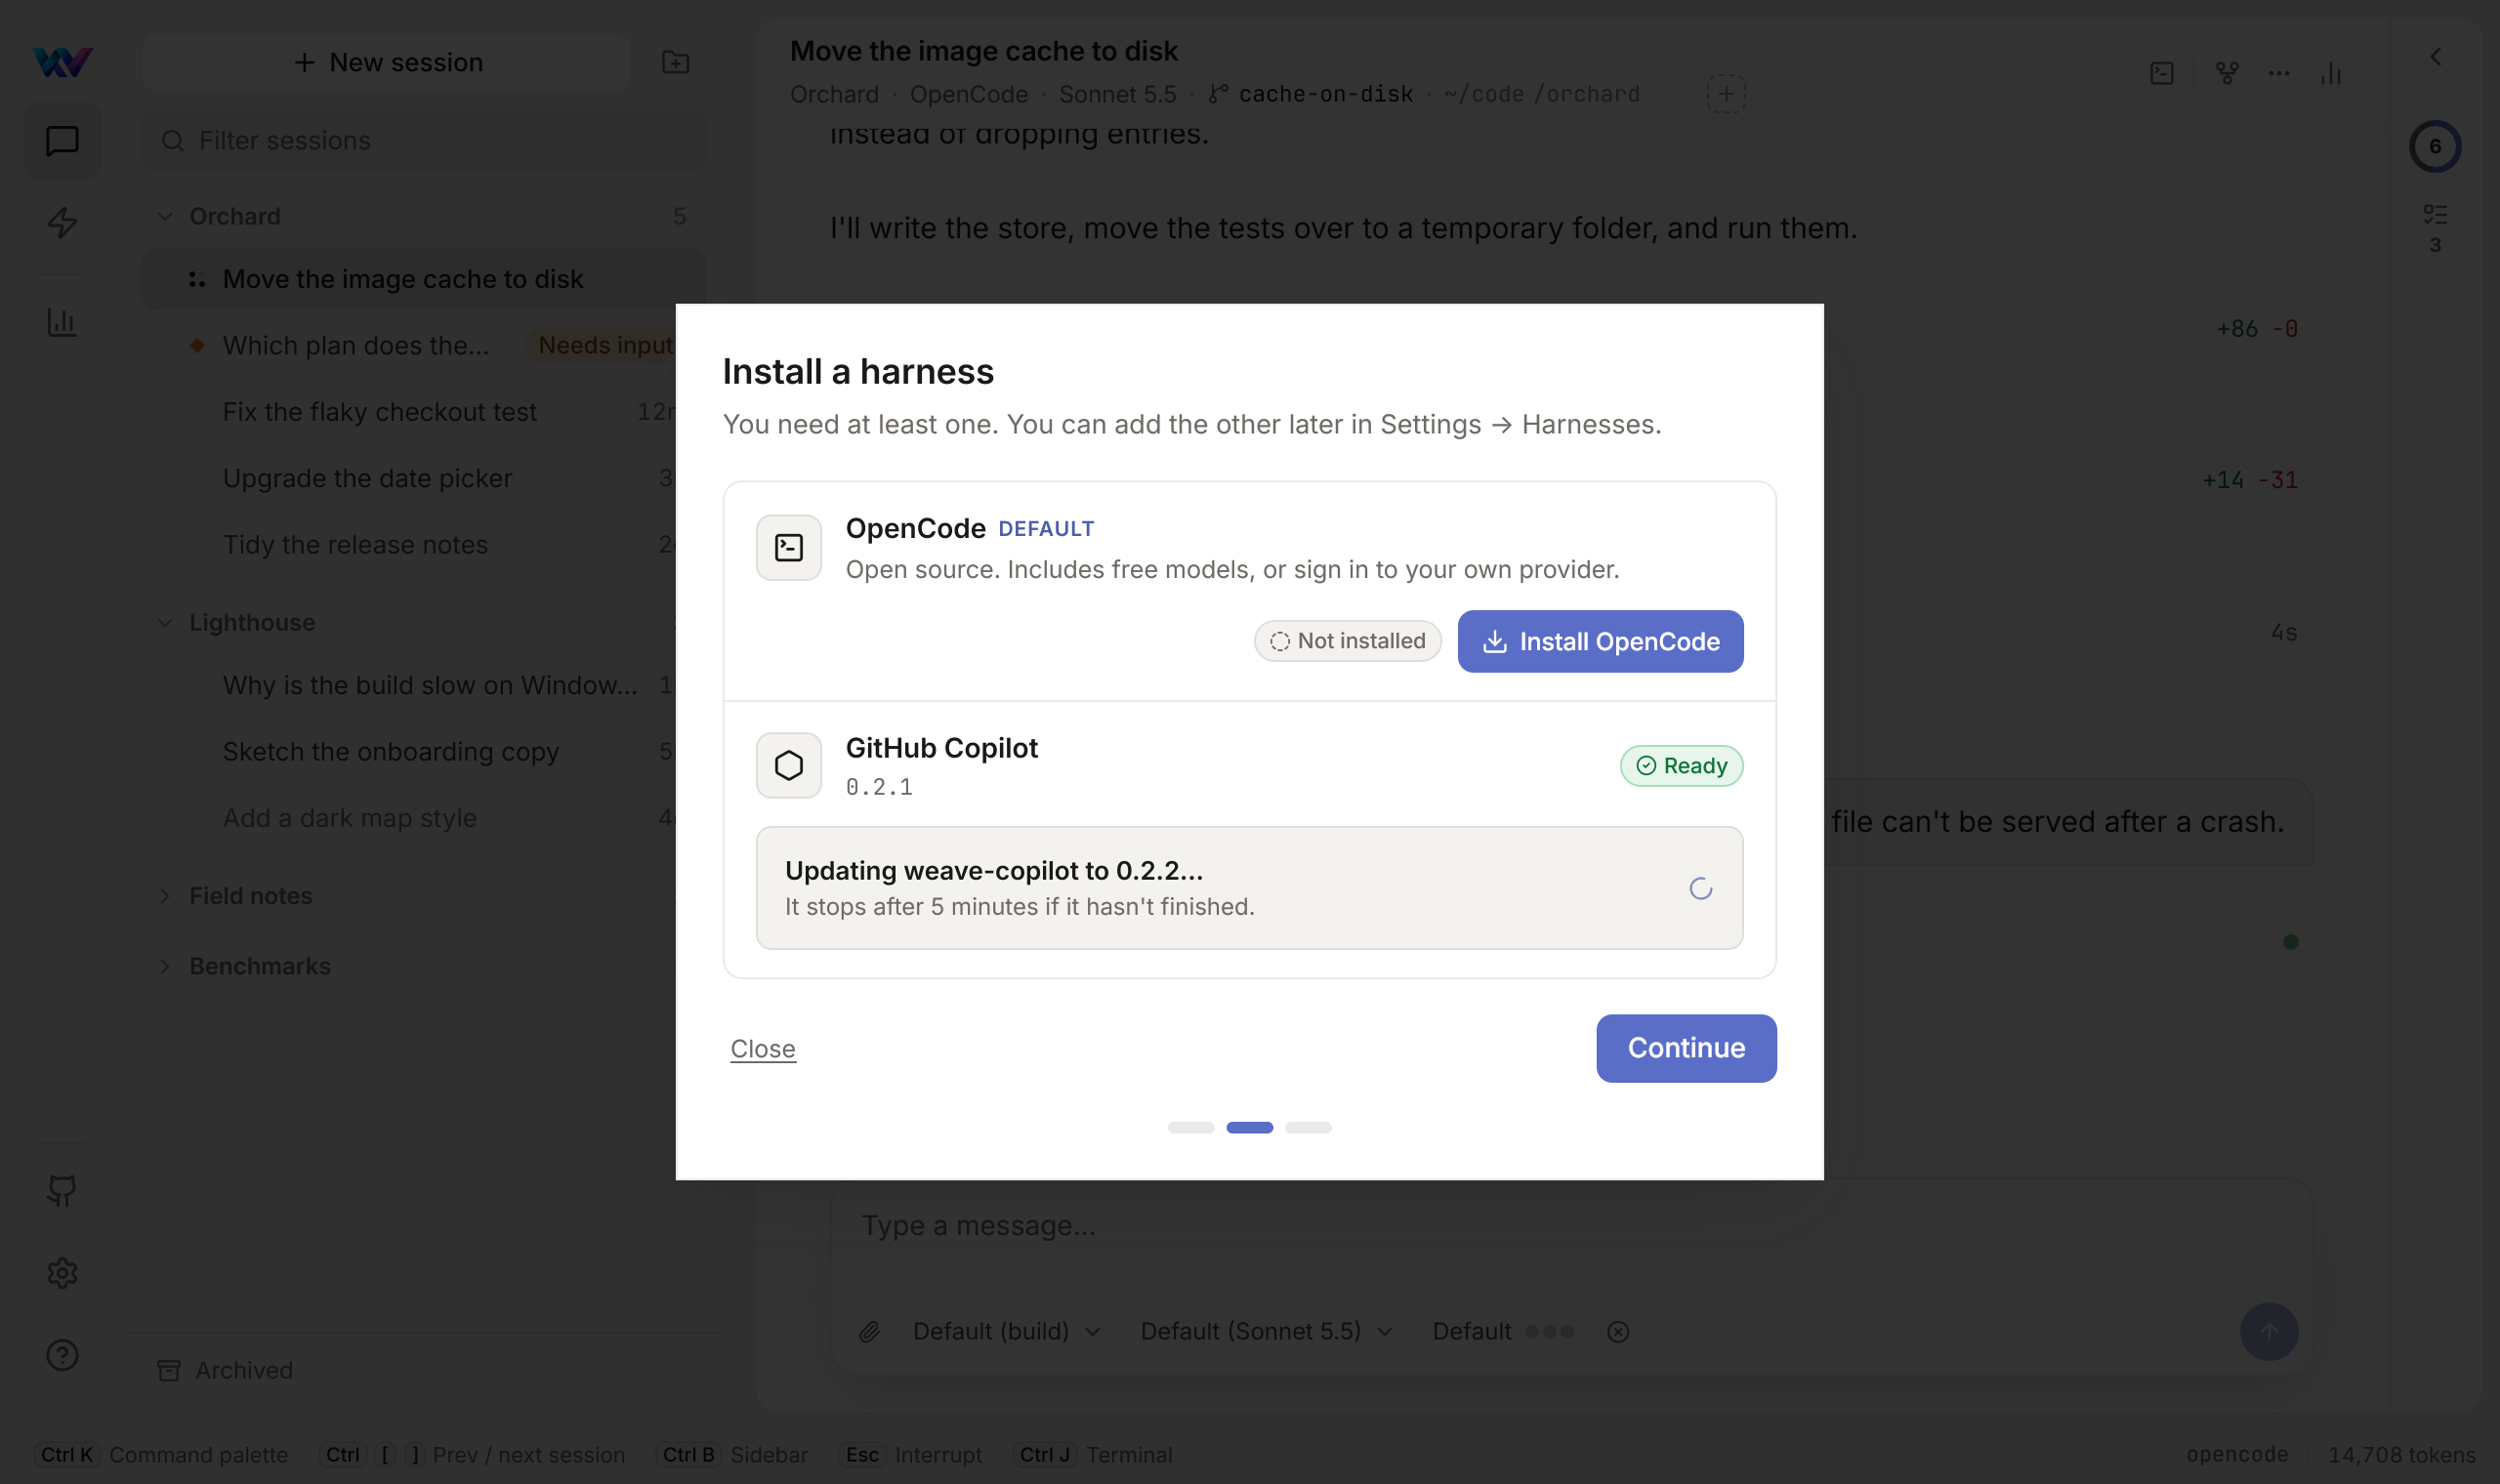 New session
Filter sessions
Orchard 5
Move the image cache to disk
Which plan does the... Needs input
Fix the flaky checkout test
Upgrade the date picker
Tidy the release notes
Lighthouse
Why is the build slow on Window...
Sketch the onboarding copy
Add a dark map style
Field notes
Benchmarks
Archived
Move the image cache to disk
Orchard · OpenCode · Sonnet 5.5 · cache-on-disk · ~/code/orchard
instead of dropping entries.
I'll write the store, move the tests over to a temporary folder, and run them.
+86 -0
+14 -31
4s
file can't be served after a crash.
6
3
Install a harness
You need at least one. You can add the other later in Settings → Harnesses.
OpenCode DEFAULT
Open source. Includes free models, or sign in to your own provider.
Not installed
Install OpenCode
GitHub Copilot
0.2.1
Ready
Updating weave-copilot to 0.2.2...
It stops after 5 minutes if it hasn't finished.
Close
Continue
Type a message...
Default (build) Default (Sonnet 5.5) Default
Ctrl K Command palette Ctrl [ ] Prev / next session Ctrl B Sidebar Esc Interrupt Ctrl J Terminal
opencode 14,708 tokens